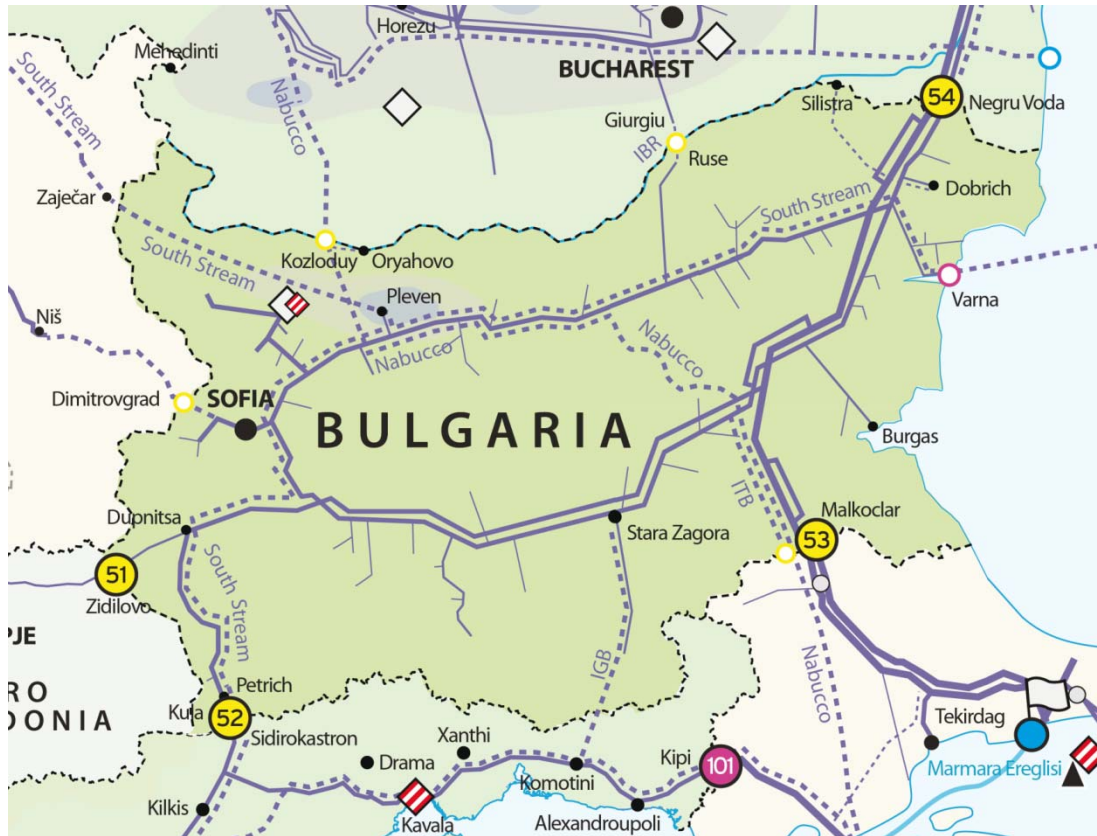 Horezu
Mehedinti
BUCHAREST
South Stream
Nabucco
Silistra
54
Negru Voda
Giurgiu
IBR
Ruse
Zaječar
Dobrich
South Stream
South Stream
Kozloduy
Oryahovo
Pleven
Varna
Niš
Nabucco
Nabucco
Dimitrovgrad
SOFIA
BULGARIA
Burgas
ITB
Dupnitsa
Stara Zagora
Malkoclar
53
51
Zidilovo
South Stream
PJE
IGB
Nabucco
R O
DONIA
Petrich
Kula
52
Sidirokastron
Xanthi
Drama
Kipi
101
Tekirdag
Komotini
Marmara Ereglisi
Kilkis
Kavala
Alexandroupoli